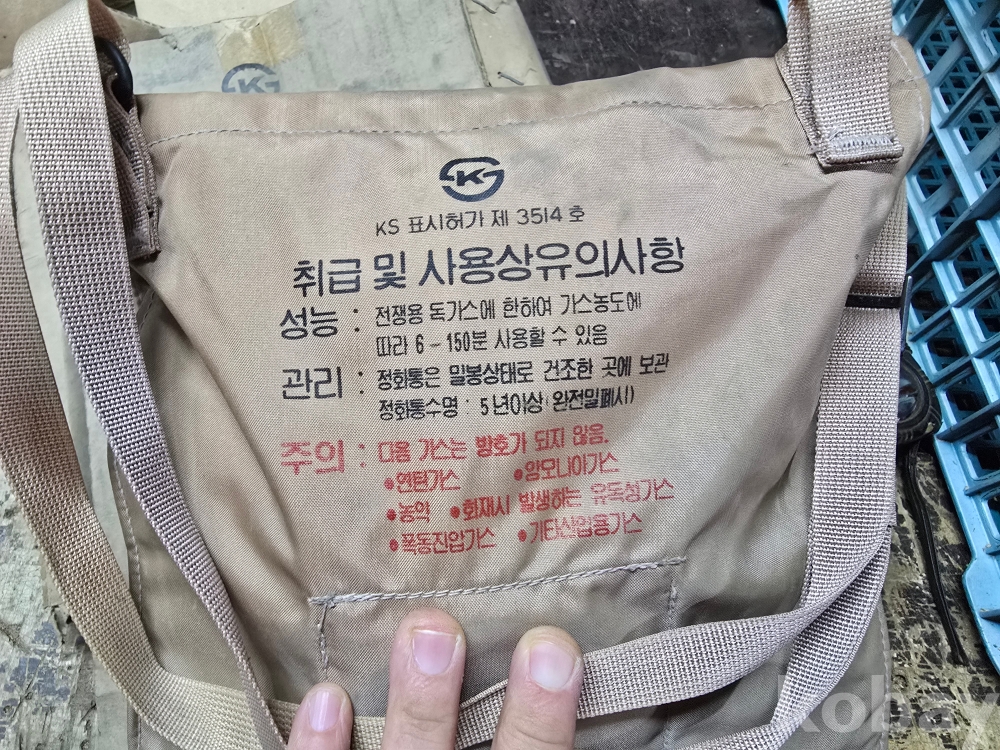 KS
KS 표시허가 제 3514 호
취급 및 사용상유의사항
성능 : 전쟁용 독가스에 한하여 가스농도에
따라 6-150분 사용할 수 있음
관리 : 정화통은 밀봉상태로 건조한 곳에 보관
정화통수명 : 5년이상 (완전밀폐시)
주의 : 다음 가스는 방호가 되지 않음.
•연탄가스 •암모니아가스
•농약 •화재시 발생하는 유독성가스
•폭동진압가스 •기타산업용가스
kobay